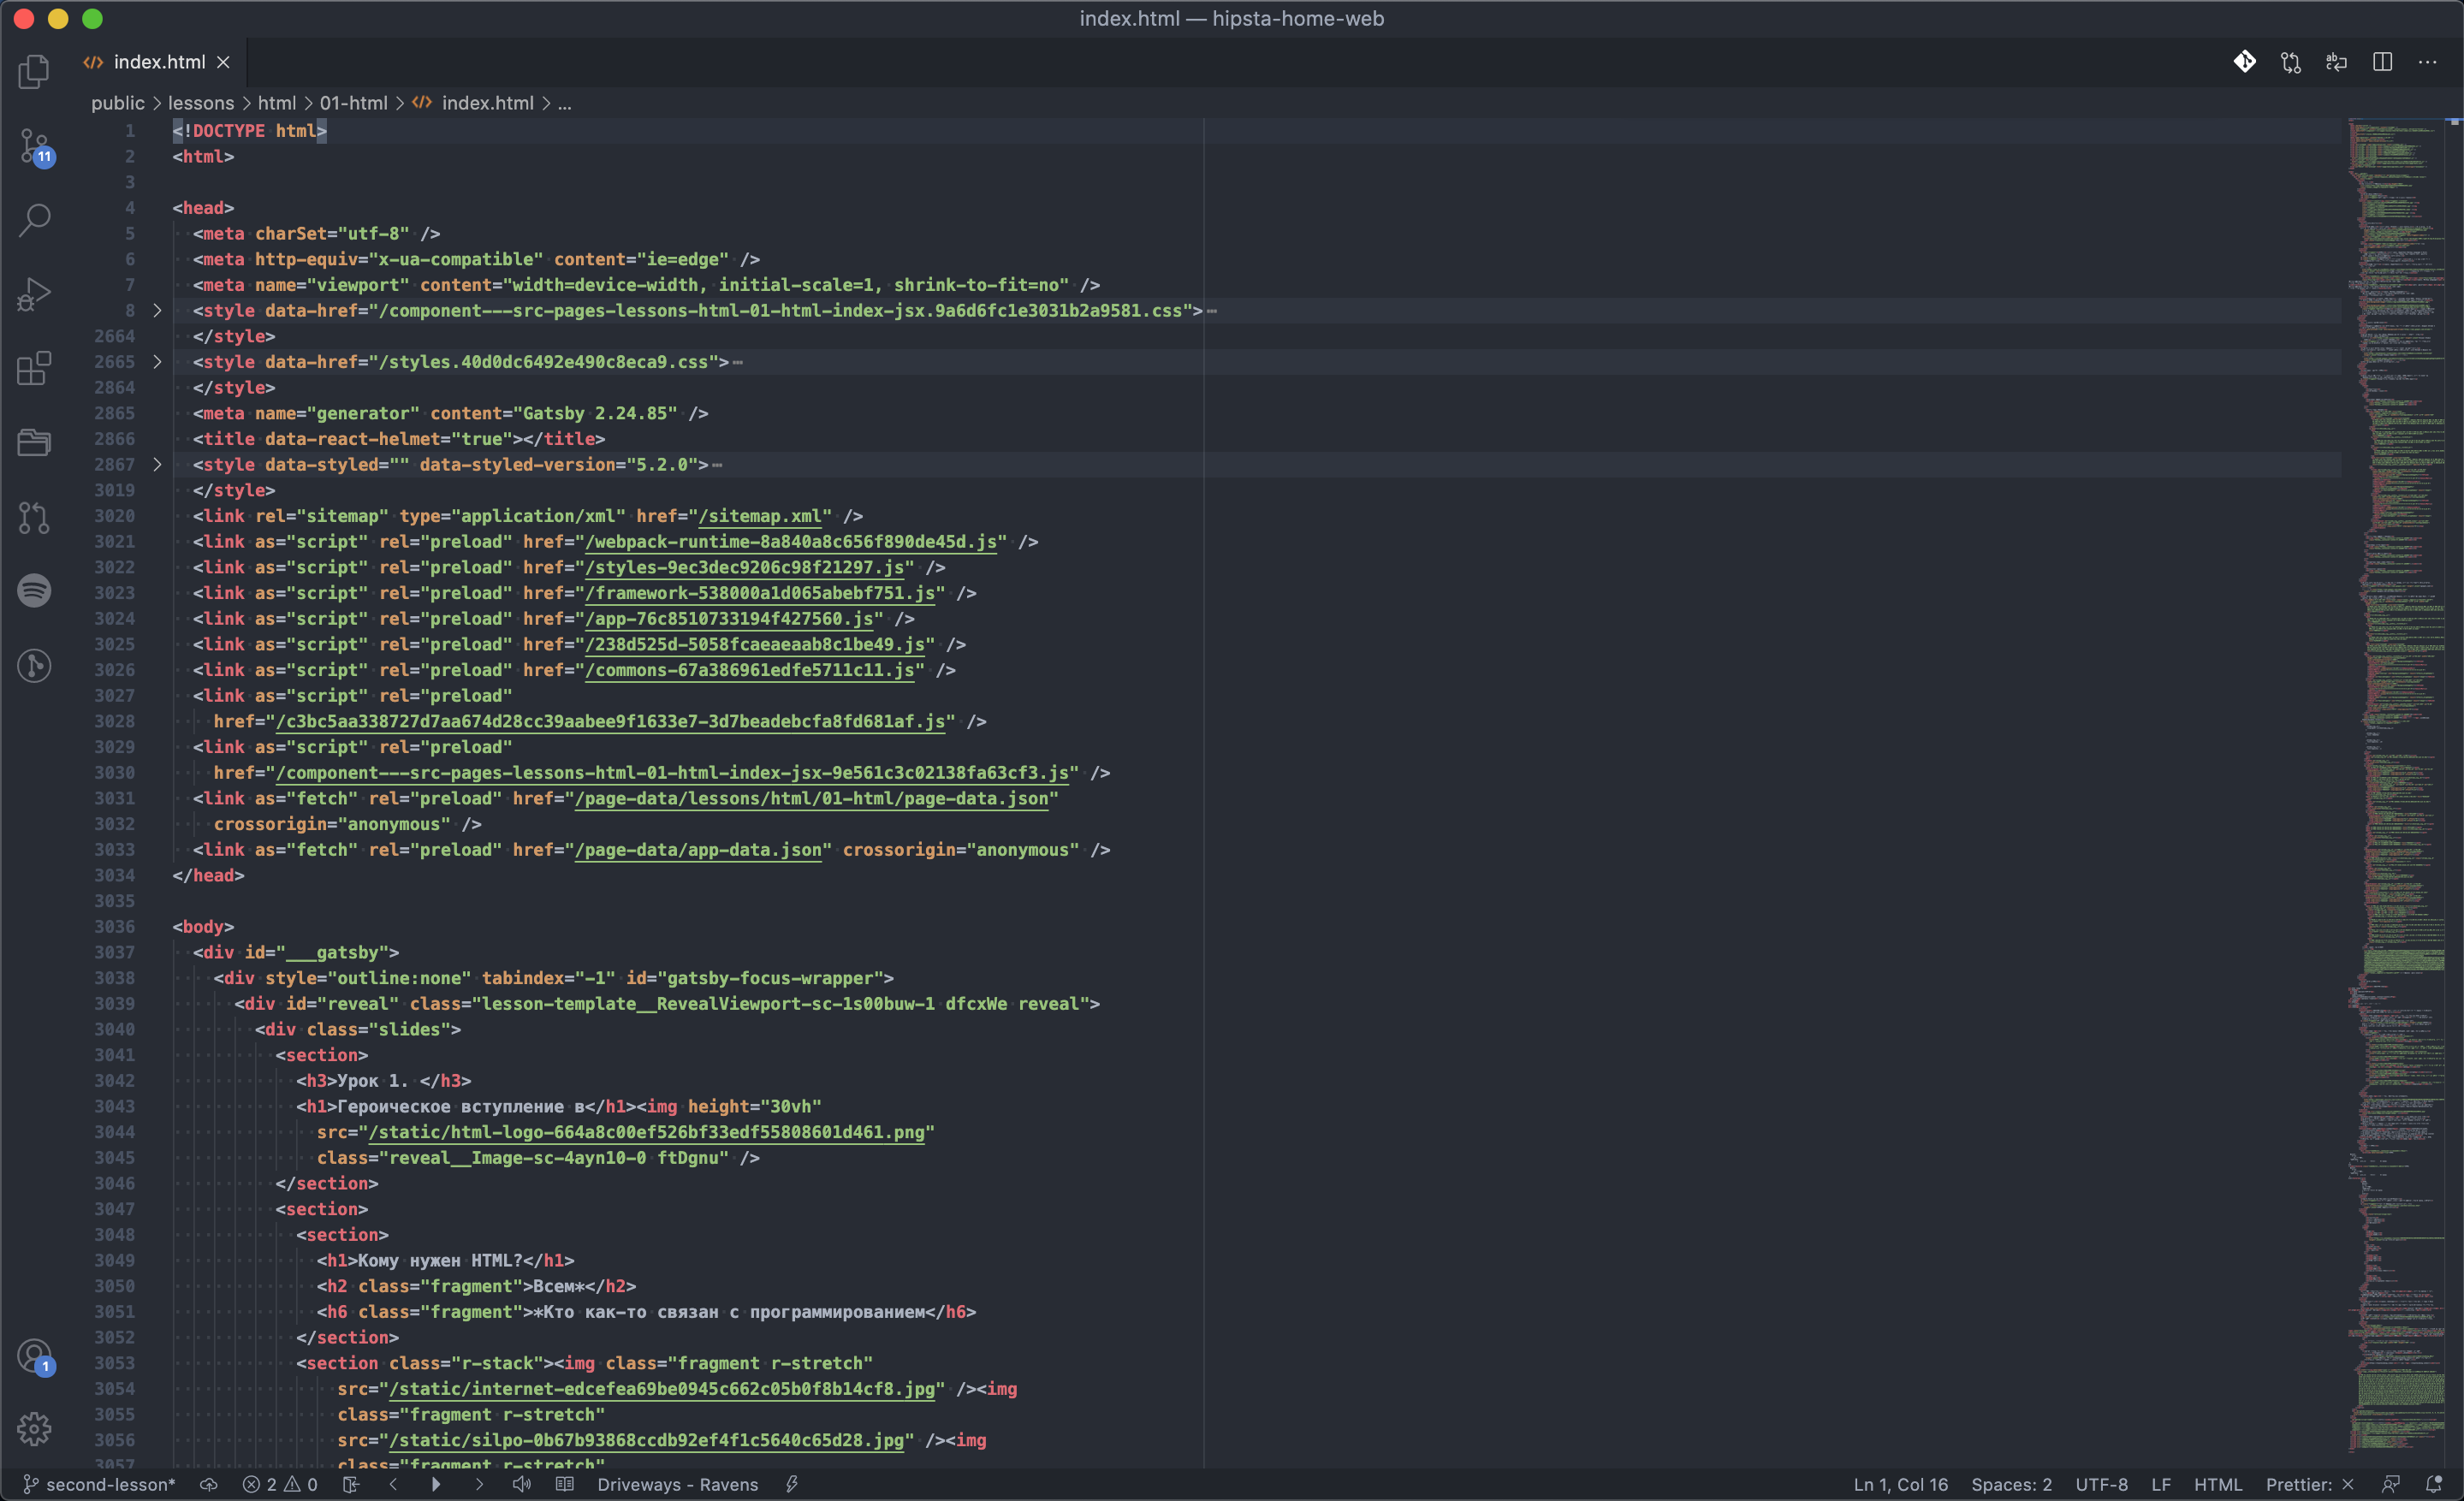 index.html — hipsta-home-web
index.html
public > lessons > html > 01-html > index.html > ...
1 <!DOCTYPE html>
2 <html>
3
4 <head>
5 <meta charSet="utf-8" />
6 <meta http-equiv="x-ua-compatible" content="ie=edge" />
7 <meta name="viewport" content="width=device-width, initial-scale=1, shrink-to-fit=no" />
8 <style data-href="/component---src-pages-lessons-html-01-html-index-jsx.9a6d6fc1e3031b2a9581.css">
2664 </style>
2665 <style data-href="/styles.40d0dc6492e490c8eca9.css">
2864 </style>
2865 <meta name="generator" content="Gatsby 2.24.85" />
2866 <title data-react-helmet="true"></title>
2867 <style data-styled="" data-styled-version="5.2.0">
3019 </style>
3020 <link rel="sitemap" type="application/xml" href="/sitemap.xml" />
3021 <link as="script" rel="preload" href="/webpack-runtime-8a840a8c656f890de45d.js" />
3022 <link as="script" rel="preload" href="/styles-9ec3dec9206c98f21297.js" />
3023 <link as="script" rel="preload" href="/framework-538000a1d065abebf751.js" />
3024 <link as="script" rel="preload" href="/app-76c8510733194f427560.js" />
3025 <link as="script" rel="preload" href="/238d525d-5058fcaeaeaab8c1be49.js" />
3026 <link as="script" rel="preload" href="/commons-67a386961edfe5711c11.js" />
3027 <link as="script" rel="preload"
3028 href="/c3bc5aa338727d7aa674d28cc39aabee9f1633e7-3d7beadebcfa8fd681af.js" />
3029 <link as="script" rel="preload"
3030 href="/component---src-pages-lessons-html-01-html-index-jsx-9e561c3c02138fa63cf3.js" />
3031 <link as="fetch" rel="preload" href="/page-data/lessons/html/01-html/page-data.json"
3032 crossorigin="anonymous" />
3033 <link as="fetch" rel="preload" href="/page-data/app-data.json" crossorigin="anonymous" />
3034 </head>
3035
3036 <body>
3037 <div id="___gatsby">
3038 <div style="outline:none" tabindex="-1" id="gatsby-focus-wrapper">
3039 <div id="reveal" class="lesson-template__RevealViewport-sc-1s00buw-1 dfcxWe reveal">
3040 <div class="slides">
3041 <section>
3042 <h3>Урок 1. </h3>
3043 <h1>Героическое вступление в</h1><img height="30vh"
3044 src="/static/html-logo-664a8c00ef526bf33edf55808601d461.png"
3045 class="reveal__Image-sc-4ayn10-0 ftDgnu" />
3046 </section>
3047 <section>
3048 <section>
3049 <h1>Кому нужен HTML?</h1>
3050 <h2 class="fragment">Всем*</h2>
3051 <h6 class="fragment">*Кто как-то связан с программированием</h6>
3052 </section>
3053 <section class="r-stack"><img class="fragment r-stretch"
3054 src="/static/internet-edcefea69be0945c662c05b0f8b14cf8.jpg" /><img
3055 class="fragment r-stretch"
3056 src="/static/silpo-0b67b93868ccdb92ef4f1c5640c65d28.jpg" /><img
3057 class="fragment r-stretch"
11
1
second-lesson* 2 0 Driveways - Ravens Ln 1, Col 16 Spaces: 2 UTF-8 LF HTML Prettier: ×